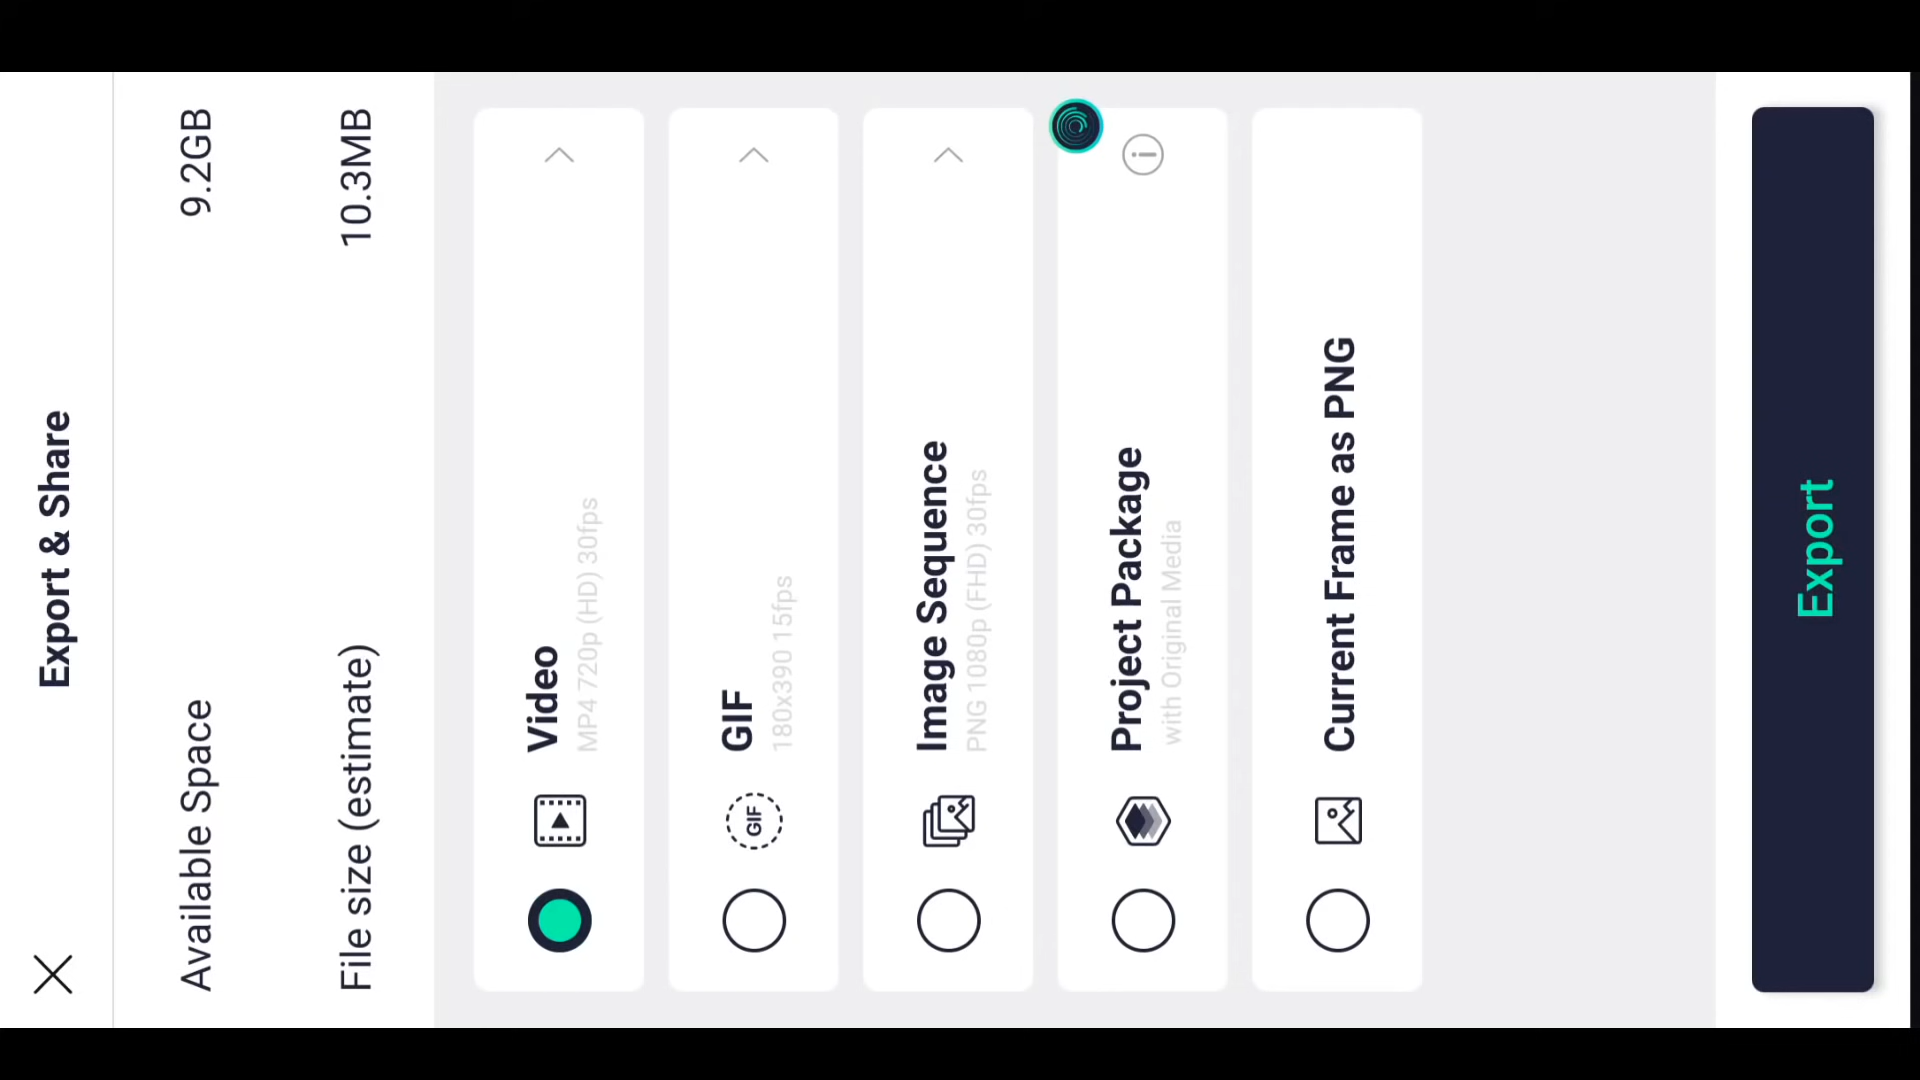 Export & Share
Available Space 9.2GB
File size (estimate) 10.3MB
Video
MP4 720p (HD) 30fps
GIF
GIF
180x390 15fps
Image Sequence
PNG 1080p (FHD) 30fps
Project Package
with Original Media
Current Frame as PNG
Export